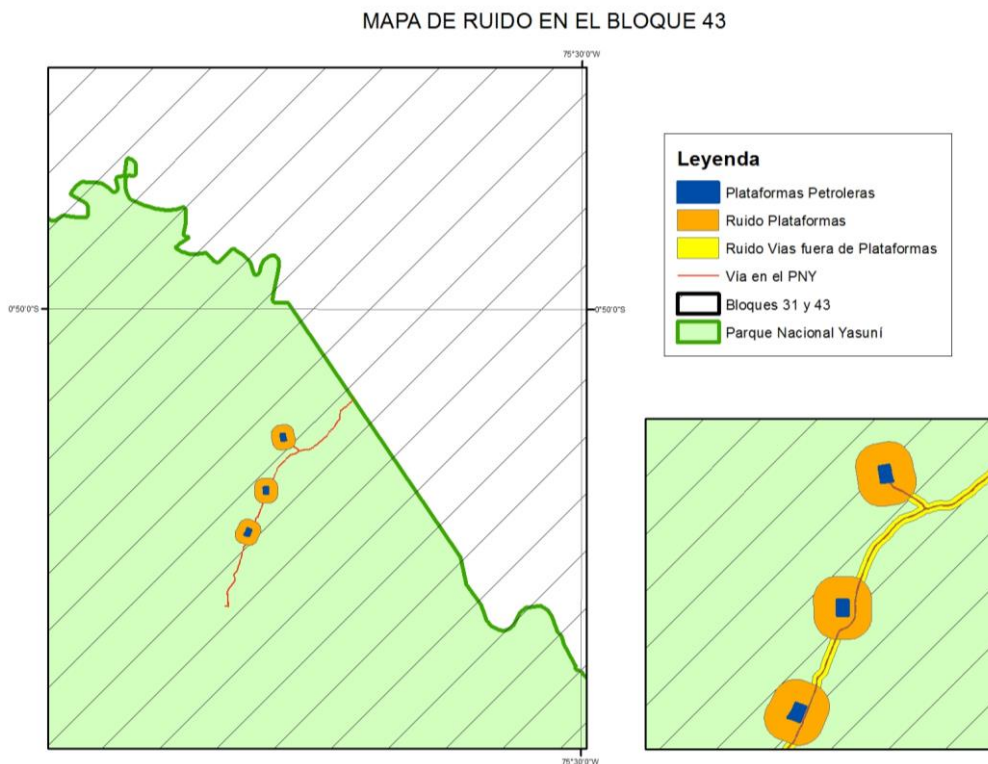 MAPA DE RUIDO EN EL BLOQUE 43
75°30'0"W
0°50'0"S
0°50'0"S
75°30'0"W
Leyenda
Plataformas Petroleras
Ruido Plataformas
Ruido Vias fuera de Plataformas
Vía en el PNY
Bloques 31 y 43
Parque Nacional Yasuní